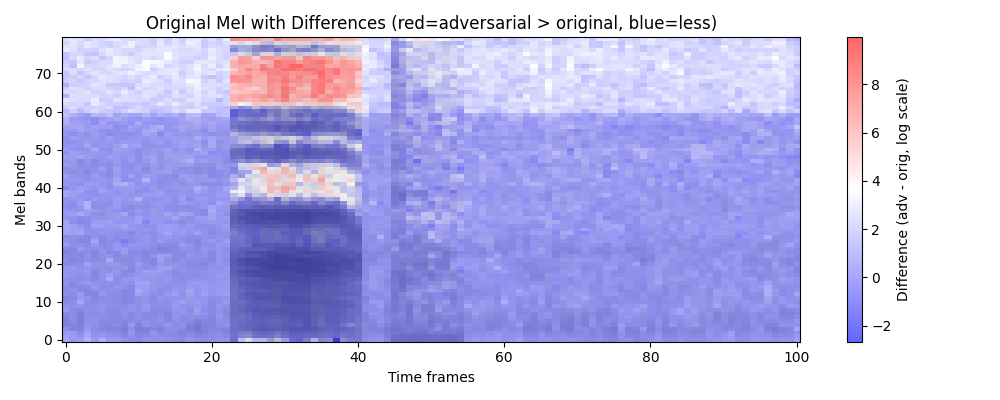 Original Mel with Differences (red=adversarial > original, blue=less)
Mel bands
70
60
50
40
30
20
10
0
0 20 40 60 80 100
Time frames
8
6
4
2
0
−2
Difference (adv - orig, log scale)